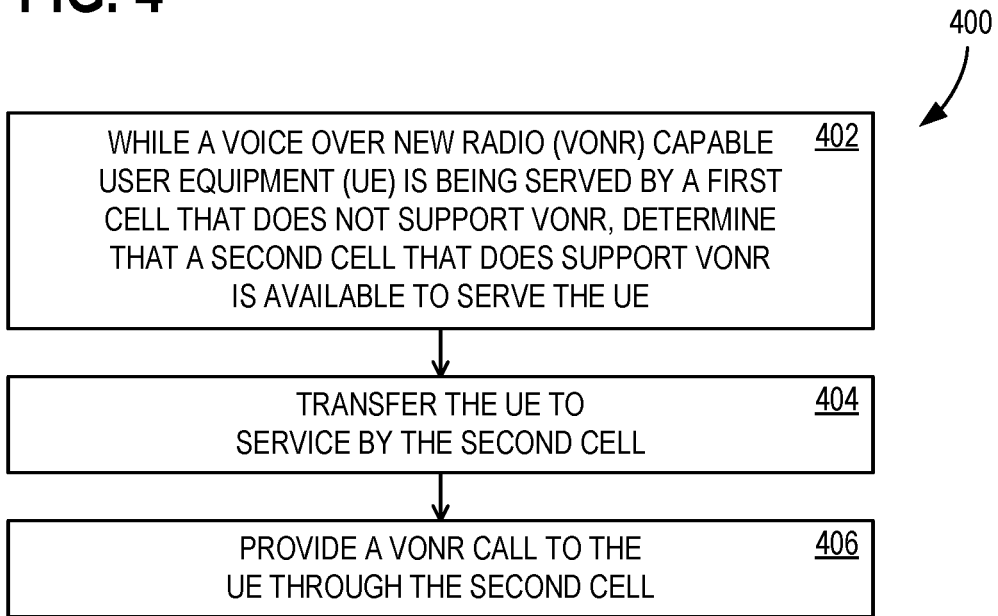 FIG. 4
400
WHILE A VOICE OVER NEW RADIO (VONR) CAPABLE 402
USER EQUIPMENT (UE) IS BEING SERVED BY A FIRST
CELL THAT DOES NOT SUPPORT VONR, DETERMINE
THAT A SECOND CELL THAT DOES SUPPORT VONR
IS AVAILABLE TO SERVE THE UE
TRANSFER THE UE TO 404
SERVICE BY THE SECOND CELL
PROVIDE A VONR CALL TO THE 406
UE THROUGH THE SECOND CELL